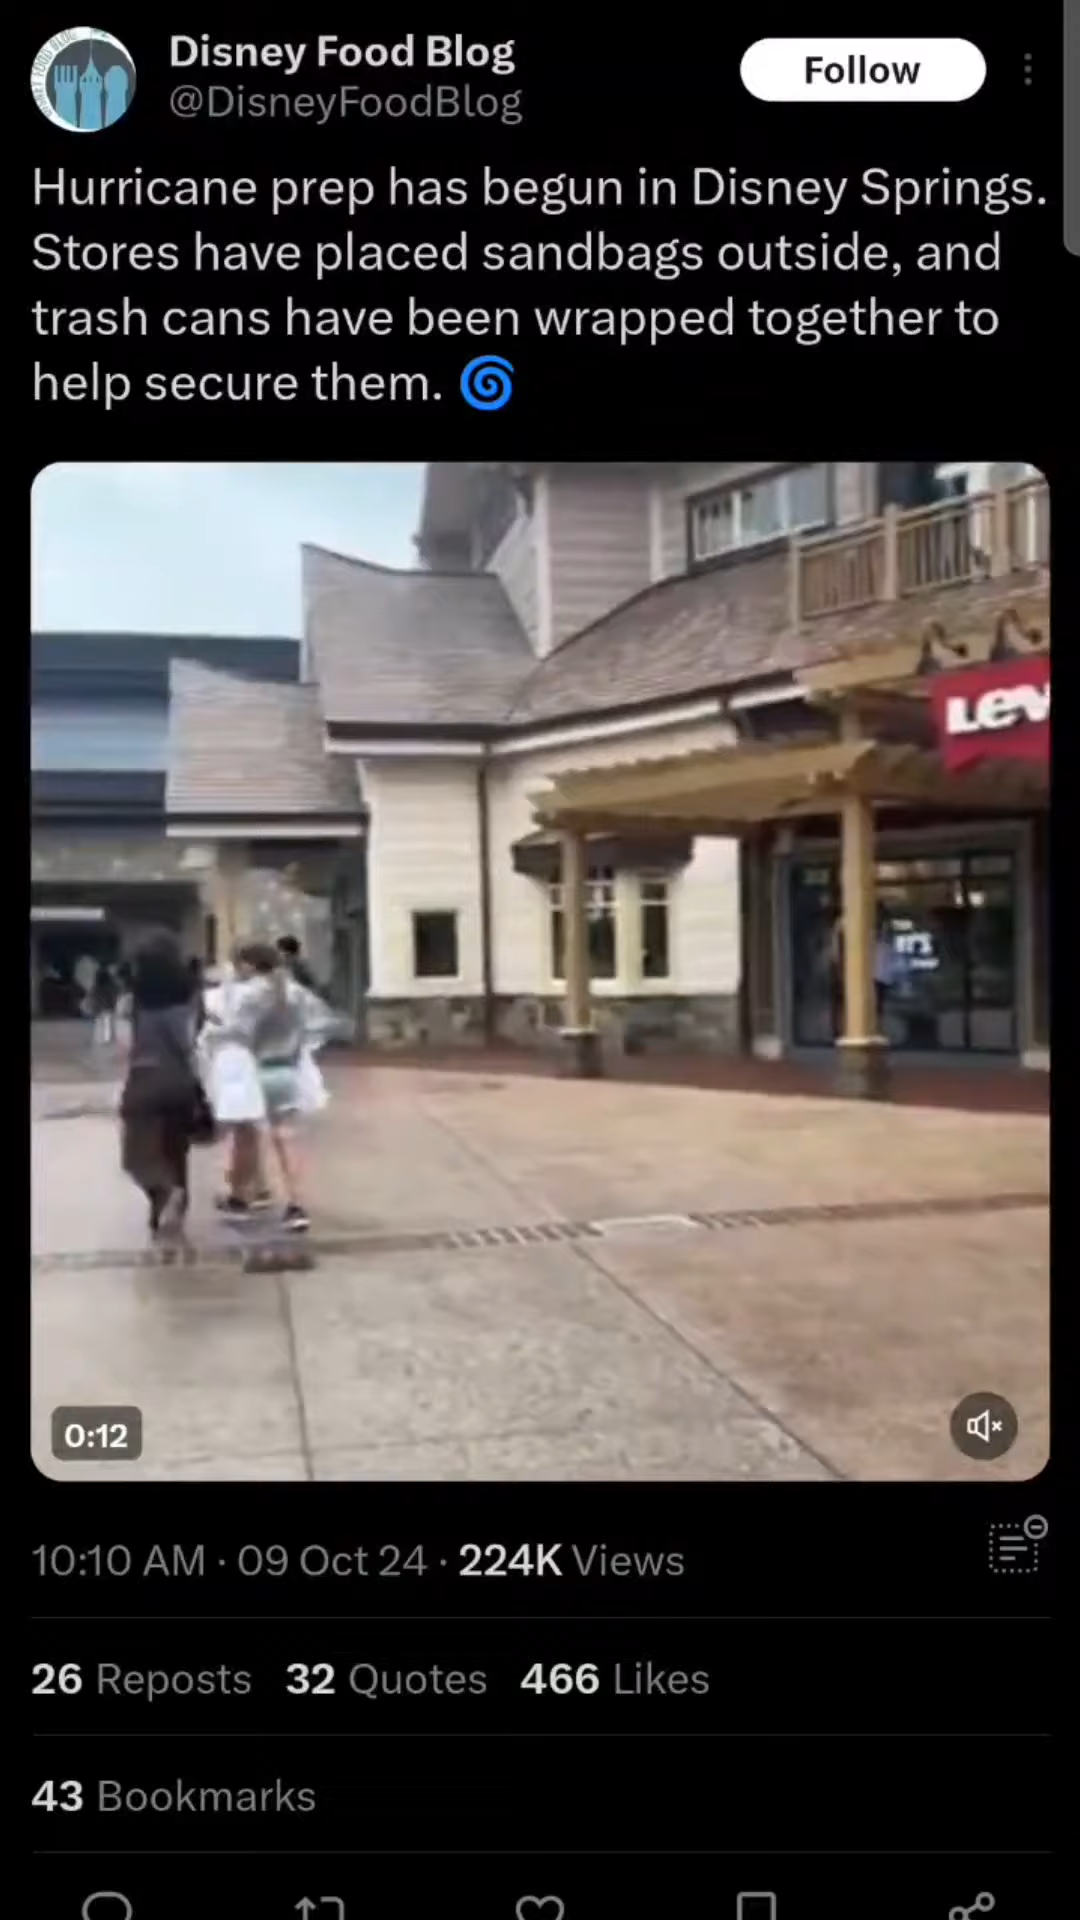 Disney Food Blog
@DisneyFoodBlog
Follow
Hurricane prep has begun in Disney Springs.
Stores have placed sandbags outside, and
trash cans have been wrapped together to
help secure them. 🌀
Lev
0:12
10:10 AM · 09 Oct 24 · 224K Views
26 Reposts 32 Quotes 466 Likes
43 Bookmarks